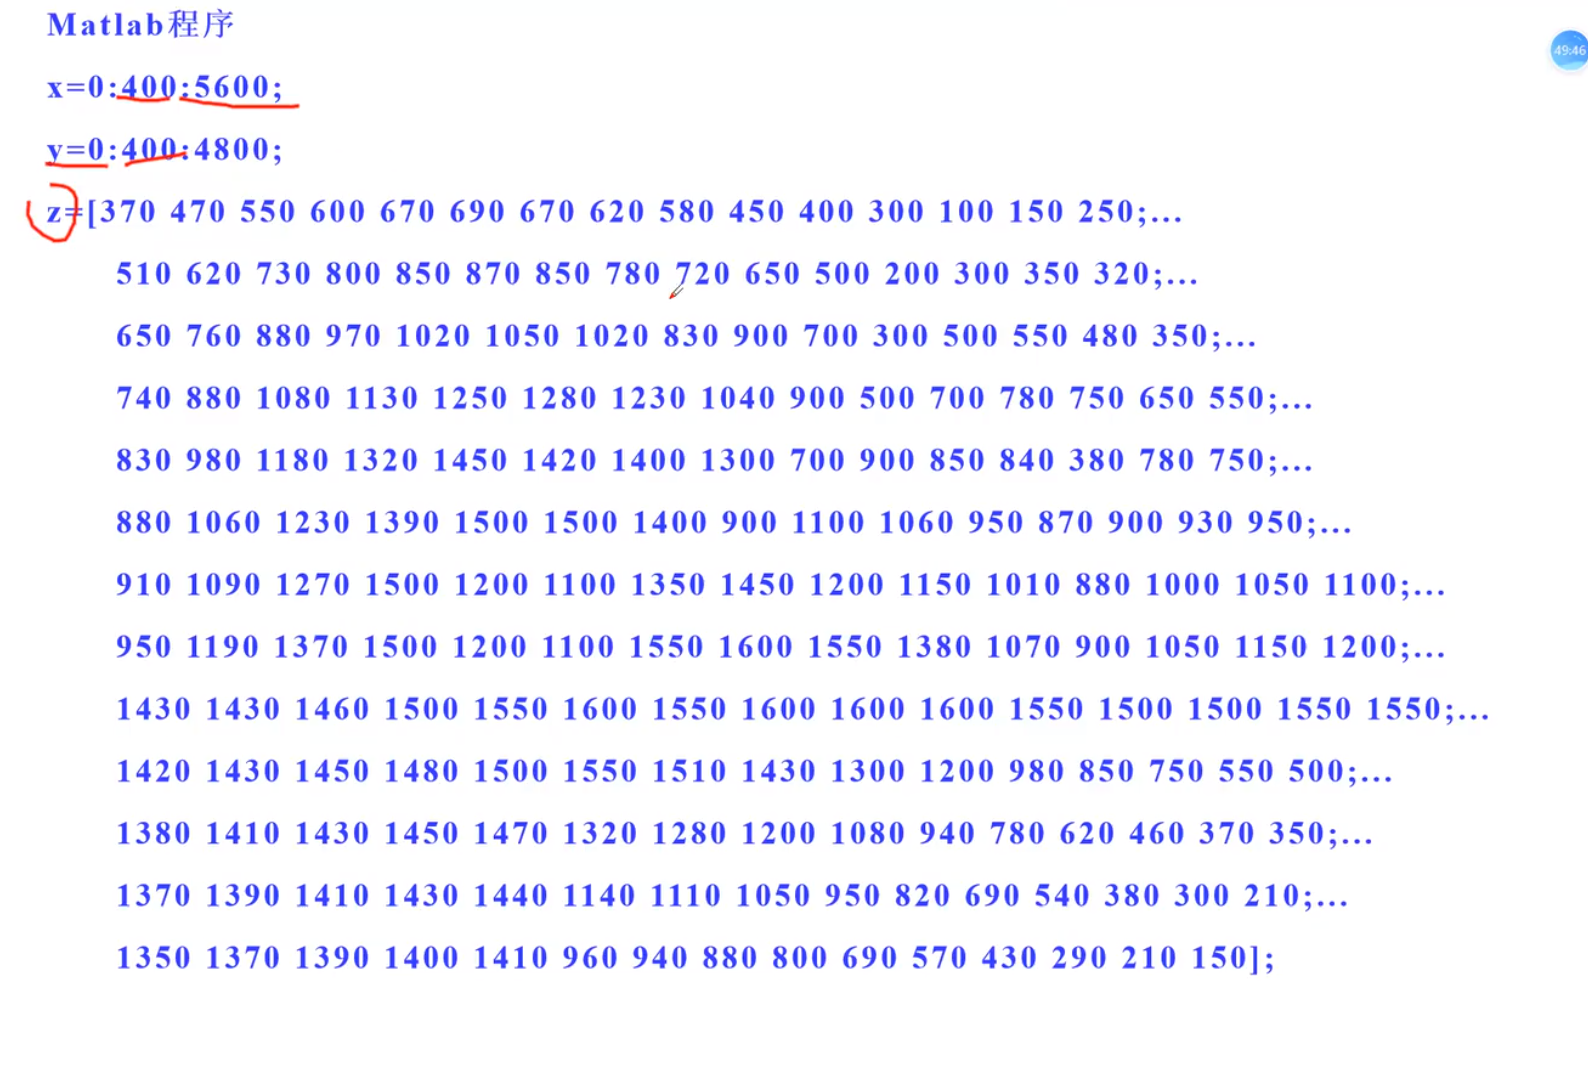 Matlab程序
49:46
x=0:400:5600;
y=0:400:4800;
z=[370 470 550 600 670 690 670 620 580 450 400 300 100 150 250;...
510 620 730 800 850 870 850 780 720 650 500 200 300 350 320;...
650 760 880 970 1020 1050 1020 830 900 700 300 500 550 480 350;...
740 880 1080 1130 1250 1280 1230 1040 900 500 700 780 750 650 550;...
830 980 1180 1320 1450 1420 1400 1300 700 900 850 840 380 780 750;...
880 1060 1230 1390 1500 1500 1400 900 1100 1060 950 870 900 930 950;...
910 1090 1270 1500 1200 1100 1350 1450 1200 1150 1010 880 1000 1050 1100;...
950 1190 1370 1500 1200 1100 1550 1600 1550 1380 1070 900 1050 1150 1200;...
1430 1430 1460 1500 1550 1600 1550 1600 1600 1600 1550 1500 1500 1550 1550;...
1420 1430 1450 1480 1500 1550 1510 1430 1300 1200 980 850 750 550 500;...
1380 1410 1430 1450 1470 1320 1280 1200 1080 940 780 620 460 370 350;...
1370 1390 1410 1430 1440 1140 1110 1050 950 820 690 540 380 300 210;...
1350 1370 1390 1400 1410 960 940 880 800 690 570 430 290 210 150];